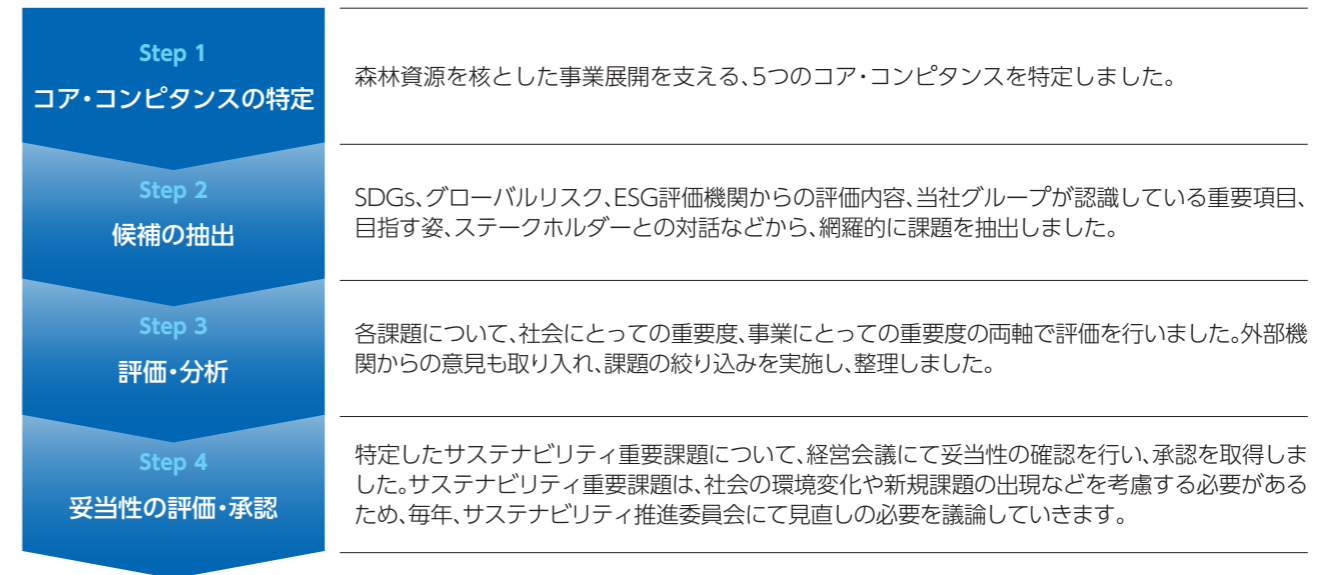 Step 1
コア・コンピタンスの特定
森林資源を核とした事業展開を支える、5つのコア・コンピタンスを特定しました。
Step 2
候補の抽出
SDGs、グローバルリスク、ESG評価機関からの評価内容、当社グループが認識している重要項目、
目指す姿、ステークホルダーとの対話などから、網羅的に課題を抽出しました。
Step 3
評価・分析
各課題について、社会にとっての重要度、事業にとっての重要度の両軸で評価を行いました。外部機
関からの意見も取り入れ、課題の絞り込みを実施し、整理しました。
Step 4
妥当性の評価・承認
特定したサステナビリティ重要課題について、経営会議にて妥当性の確認を行い、承認を取得しま
した。サステナビリティ重要課題は、社会の環境変化や新規課題の出現などを考慮する必要がある
ため、毎年、サステナビリティ推進委員会にて見直しの必要を議論していきます。